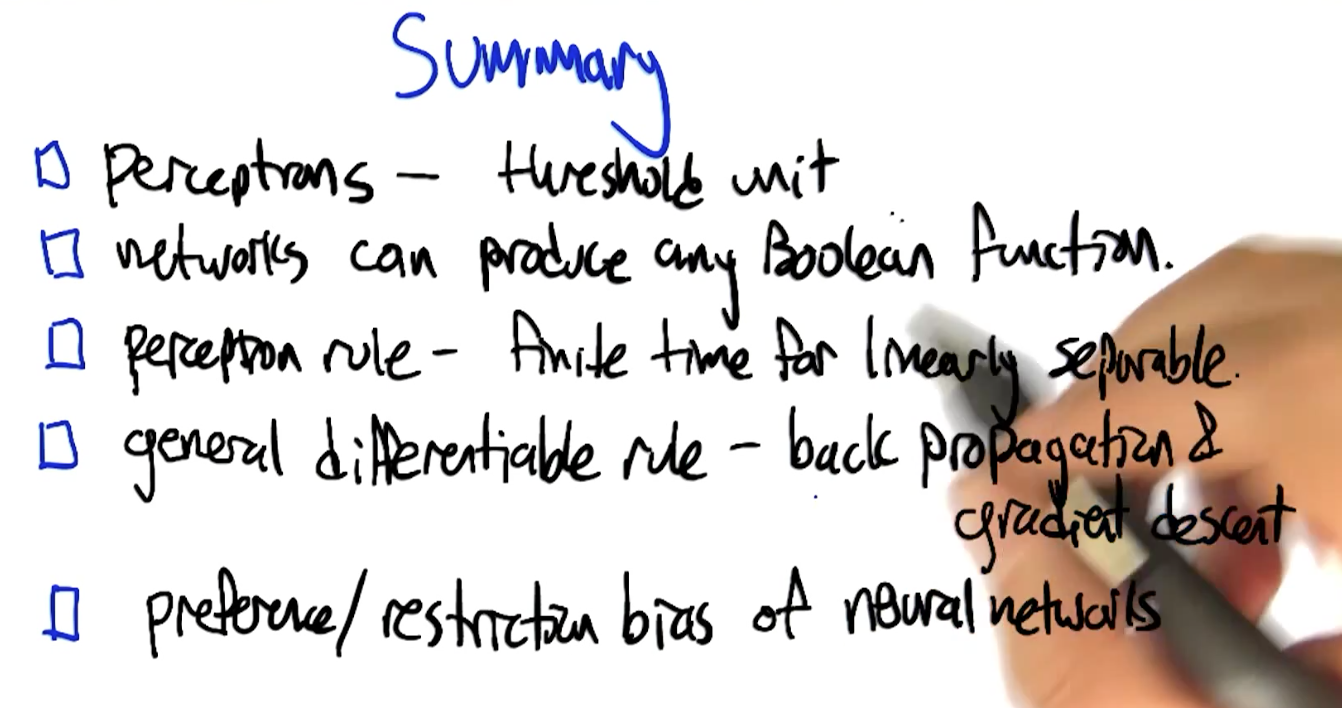 Summary
perceptrons - threshold unit
networks can produce any Boolean function.
perceptron rule - finite time for linearly separable.
general differentiable rule - back propagation &
gradient descent
preference/restriction bias of neural networks